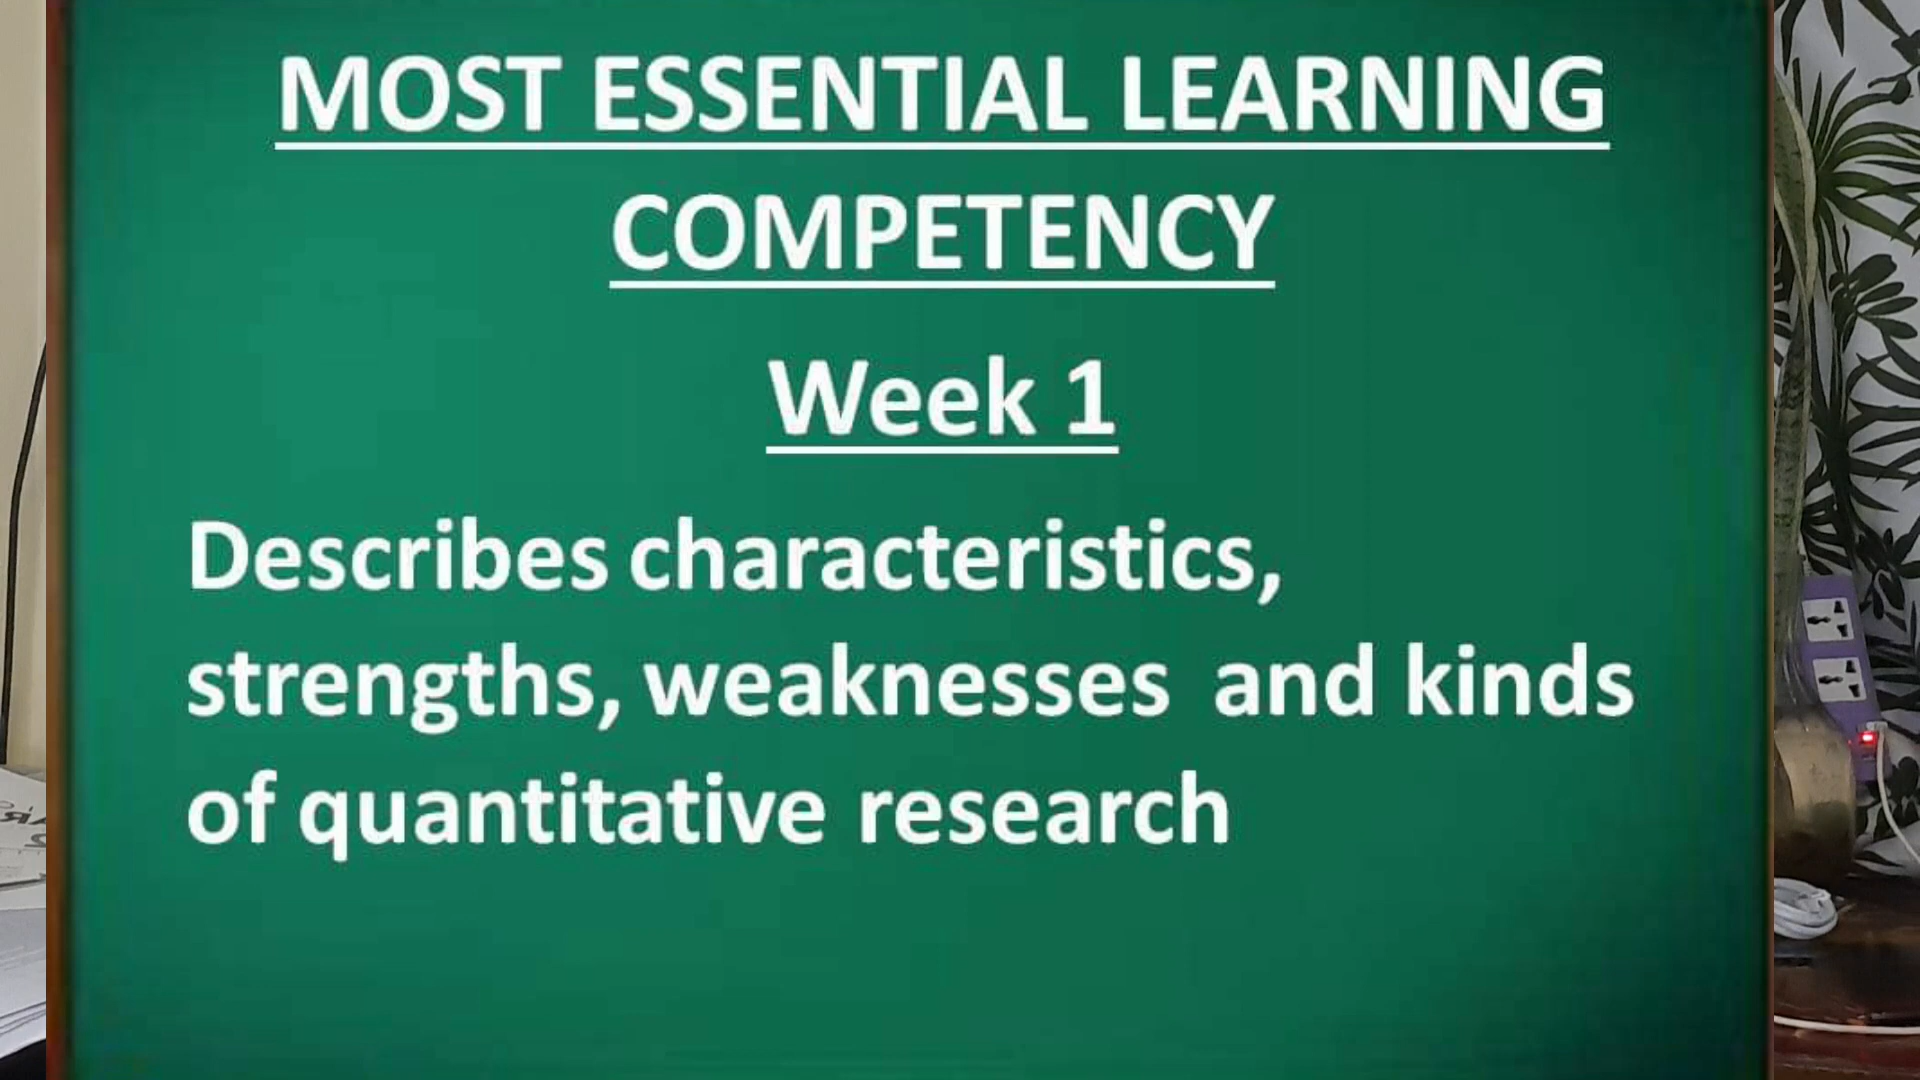 MOST ESSENTIAL LEARNING
COMPETENCY
Week 1
Describes characteristics,
strengths, weaknesses and kinds
of quantitative research